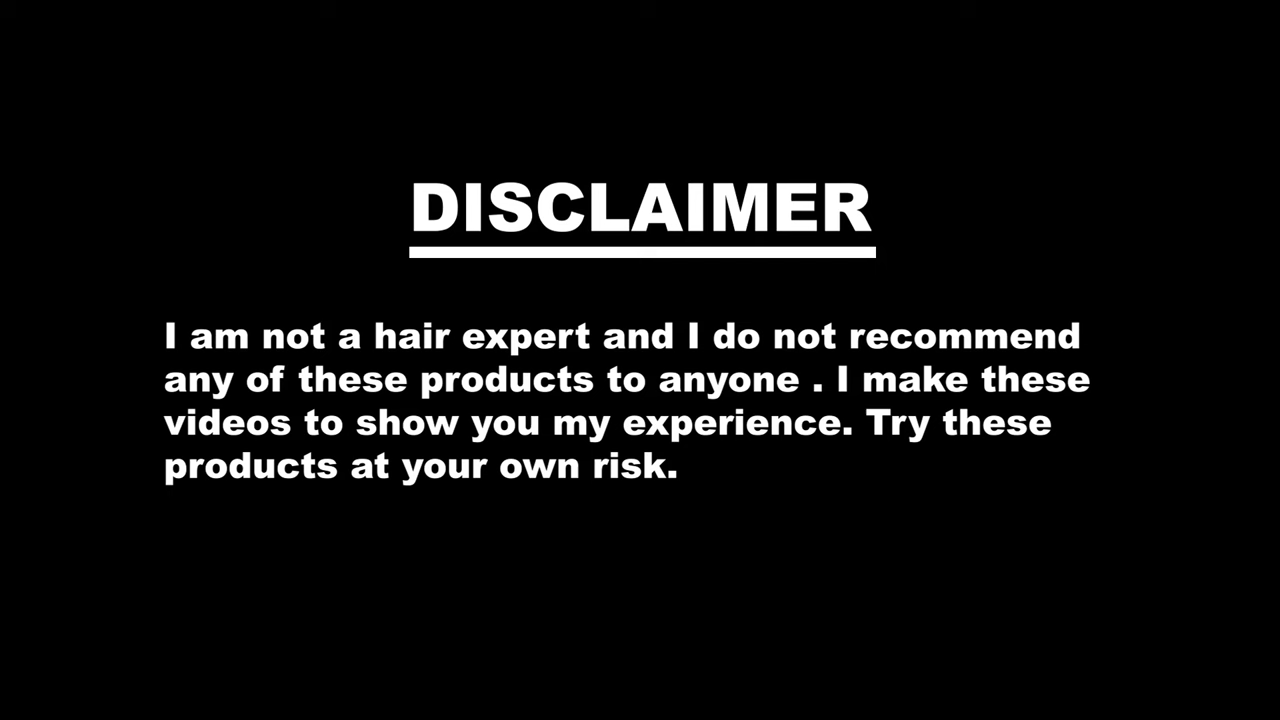 DISCLAIMER
I am not a hair expert and I do not recommend
any of these products to anyone . I make these
videos to show you my experience. Try these
products at your own risk.